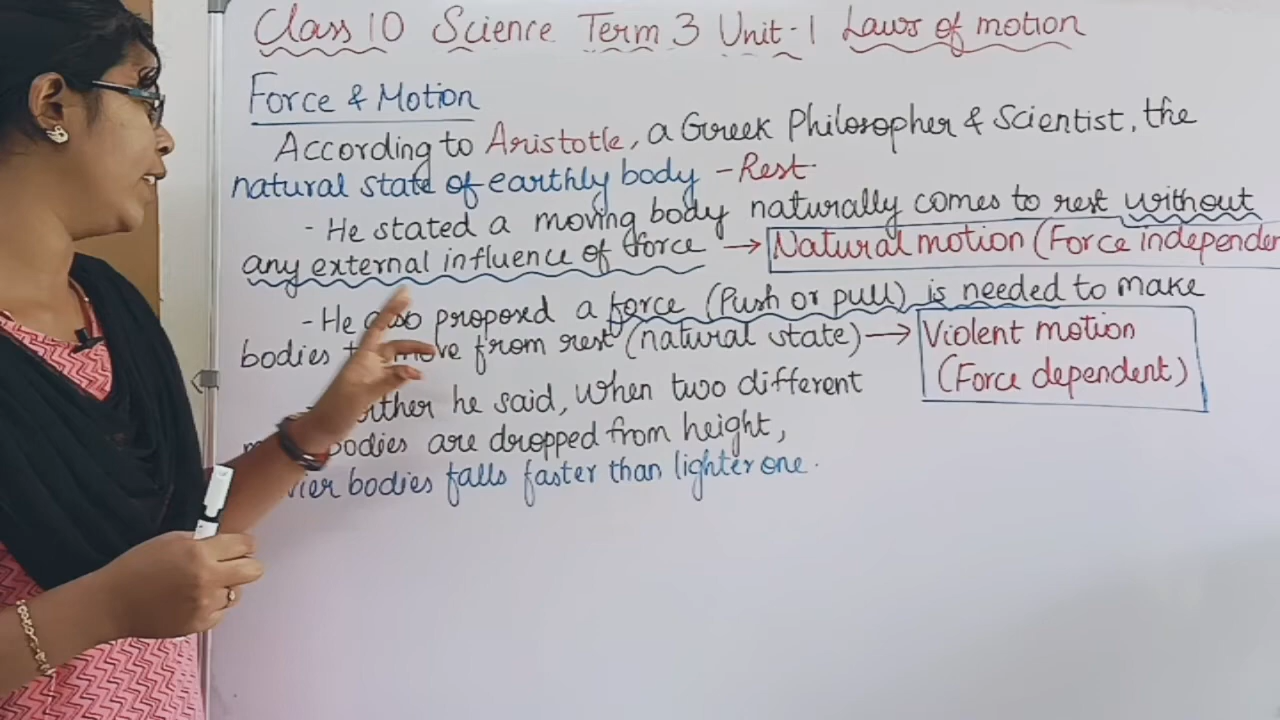 Class 10 Science Term 3 Unit-1 Laws of motion
Force & Motion
According to Aristotle, a Greek Philosopher & Scientist, the
natural state of earthly body - Rest
- He stated a moving body naturally comes to rest without
any external influence of force → Natural motion (Force independen
- He also proposed a force (Push or pull) is needed to make
bodies to move from rest (natural state) → Violent motion
(Force dependent)
he said, when two different
bodies are dropped from height,
bodies falls faster than lighter one.